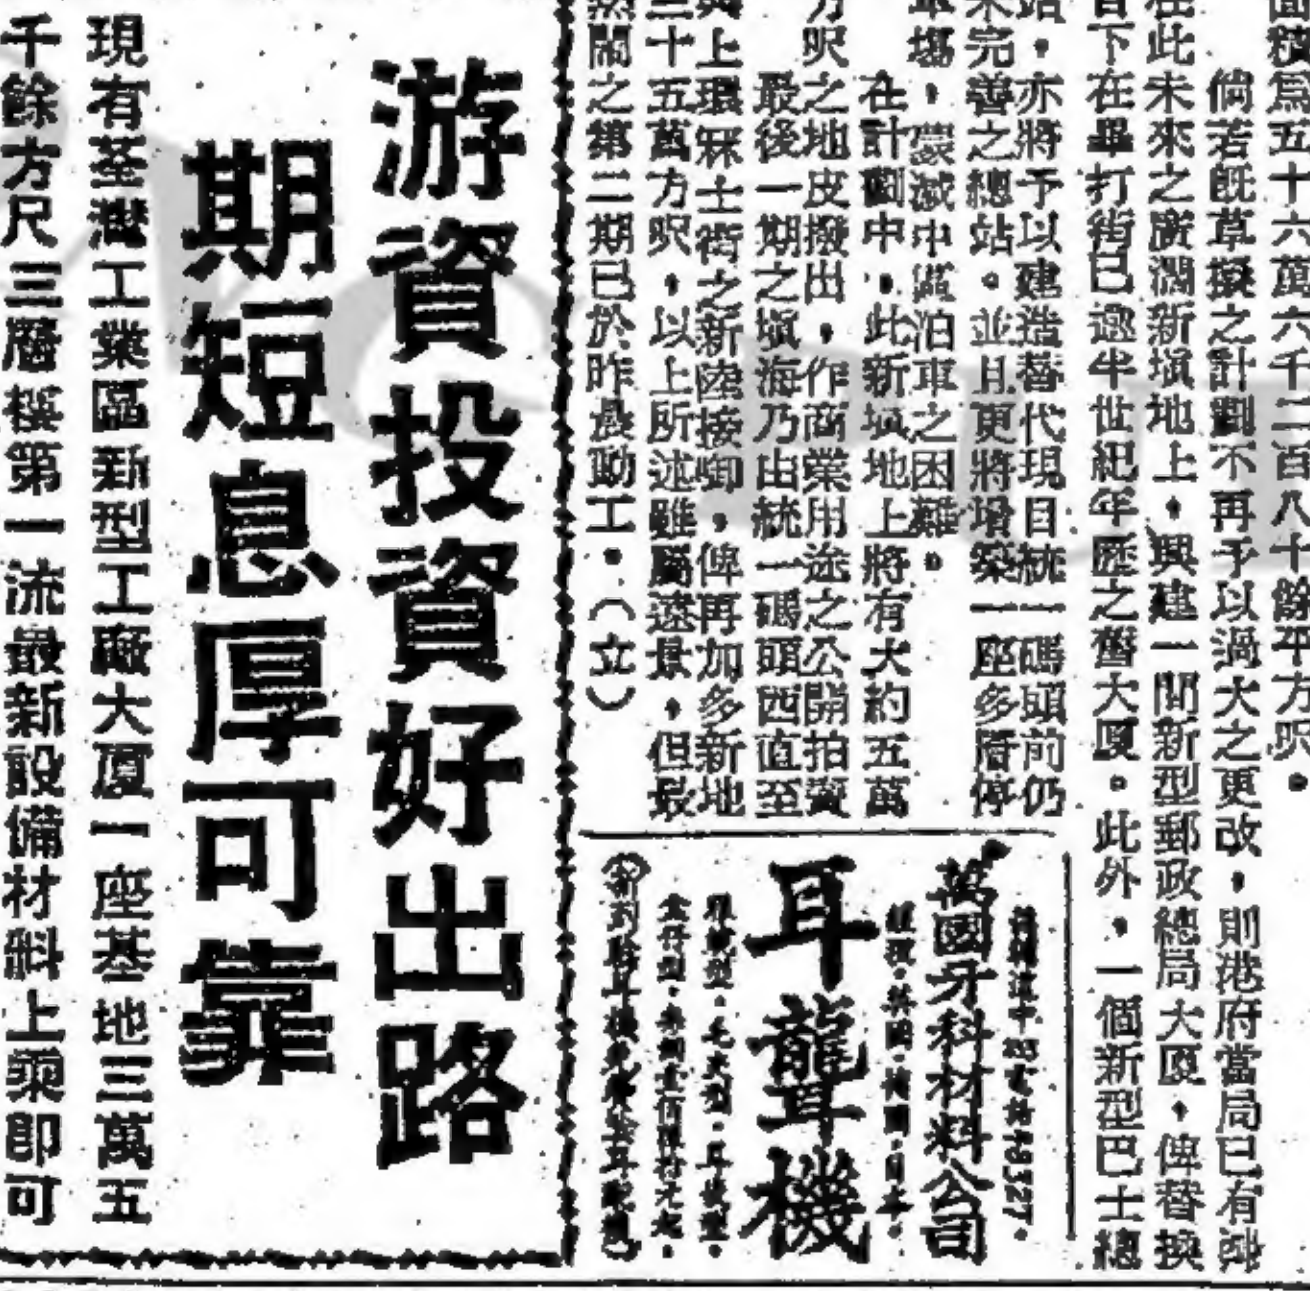 面積為五十六萬六千二百八十餘平方呎。
倘若旣草擬之計劃不再予以過大之更改，則港府當局已有
在此未來之廣濶新塡地上，興建一間新型郵政總局大厦，俾替換
目下在畢打街已逾半世紀年歷之舊大厦。此外，一個新型巴士總
站，亦將予以建造替代現目統一碼頭前仍
未完善之總站。並且更將增築一座多層停
車塲，蒙滅中區泊車之困難。
在計劃中，此新塡地上將有大約五萬
方呎之地皮撥出，作商業用途之公開拍賣
最後一期之塡海乃由統一碼頭西直至
與上環冧士街之新陸接卸，俾再加多新地
三十五萬方呎，以上所述雖屬遠景，但最
熱鬧之第二期已於昨晨動工。（立）
萬國牙科材料公司
耳聾機
游資投資好出路
期短息厚可靠
現有荃灣工業區新型工廠大厦一座基地三萬五
千餘方尺三層樓第一流最新設備材料上乘即可